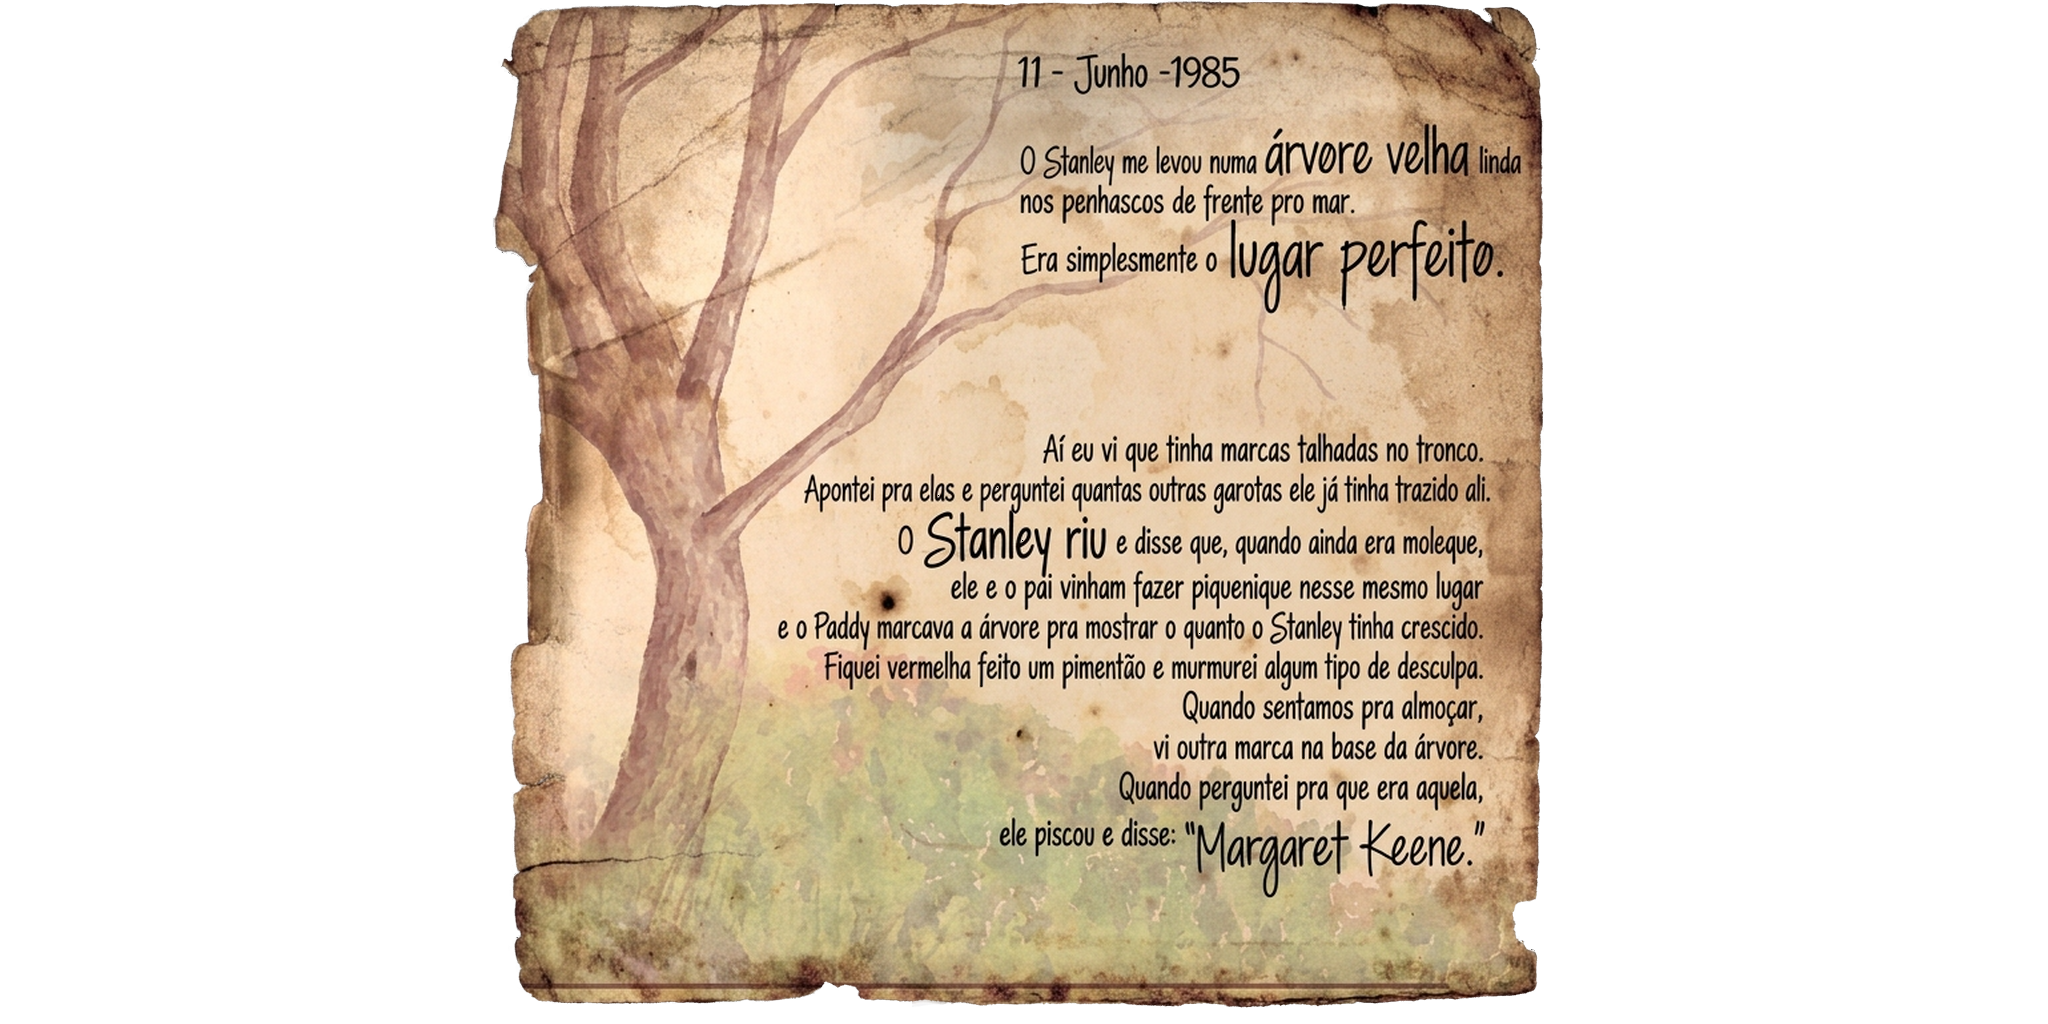 11 - Junho -1985
O Stanley me levou numa árvore velha linda
nos penhascos de frente pro mar.
Era simplesmente o lugar perfeito.
Aí eu vi que tinha marcas talhadas no tronco.
Apontei pra elas e perguntei quantas outras garotas ele já tinha trazido ali.
O Stanley riu e disse que, quando ainda era moleque,
ele e o pai vinham fazer piquenique nesse mesmo lugar
e o Paddy marcava a árvore pra mostrar o quanto o Stanley tinha crescido.
Fiquei vermelha feito um pimentão e murmurei algum tipo de desculpa.
Quando sentamos pra almoçar,
vi outra marca na base da árvore.
Quando perguntei pra que era aquela,
ele piscou e disse: “Margaret Keene.”